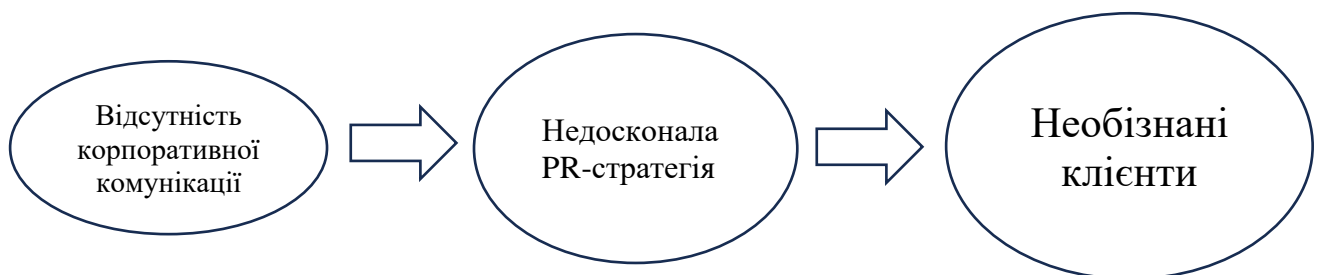 Відсутність
корпоративної
комунікації
Недосконала
PR-стратегія
Необізнані
клієнти